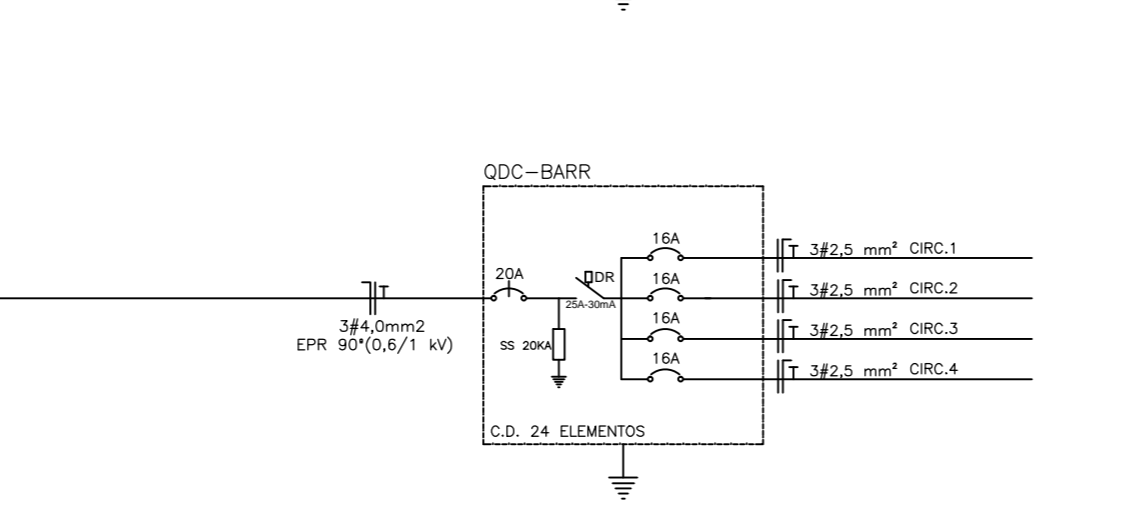 QDC-BARR
16A
T 3#2,5 mm² CIRC.1
20A
DR
16A
T
T 3#2,5 mm² CIRC.2
25A-30mA
3#4,0mm2
16A
T 3#2,5 mm² CIRC.3
EPR 90°(0,6/1 kV)
SS 20KA
16A
T 3#2,5 mm² CIRC.4
C.D. 24 ELEMENTOS